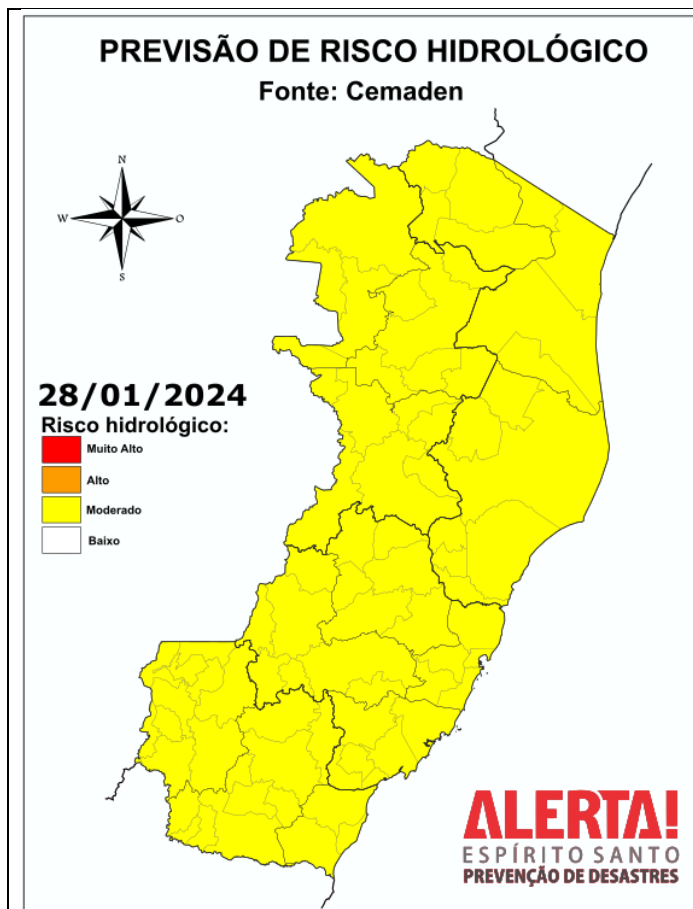 PREVISÃO DE RISCO HIDROLÓGICO
Fonte: Cemaden
N
W
O
S
28/01/2024
Risco hidrológico:
Muito Alto
Alto
Moderado
Baixo
ALERTA!
ESPÍRITO SANTO
PREVENÇÃO DE DESASTRES